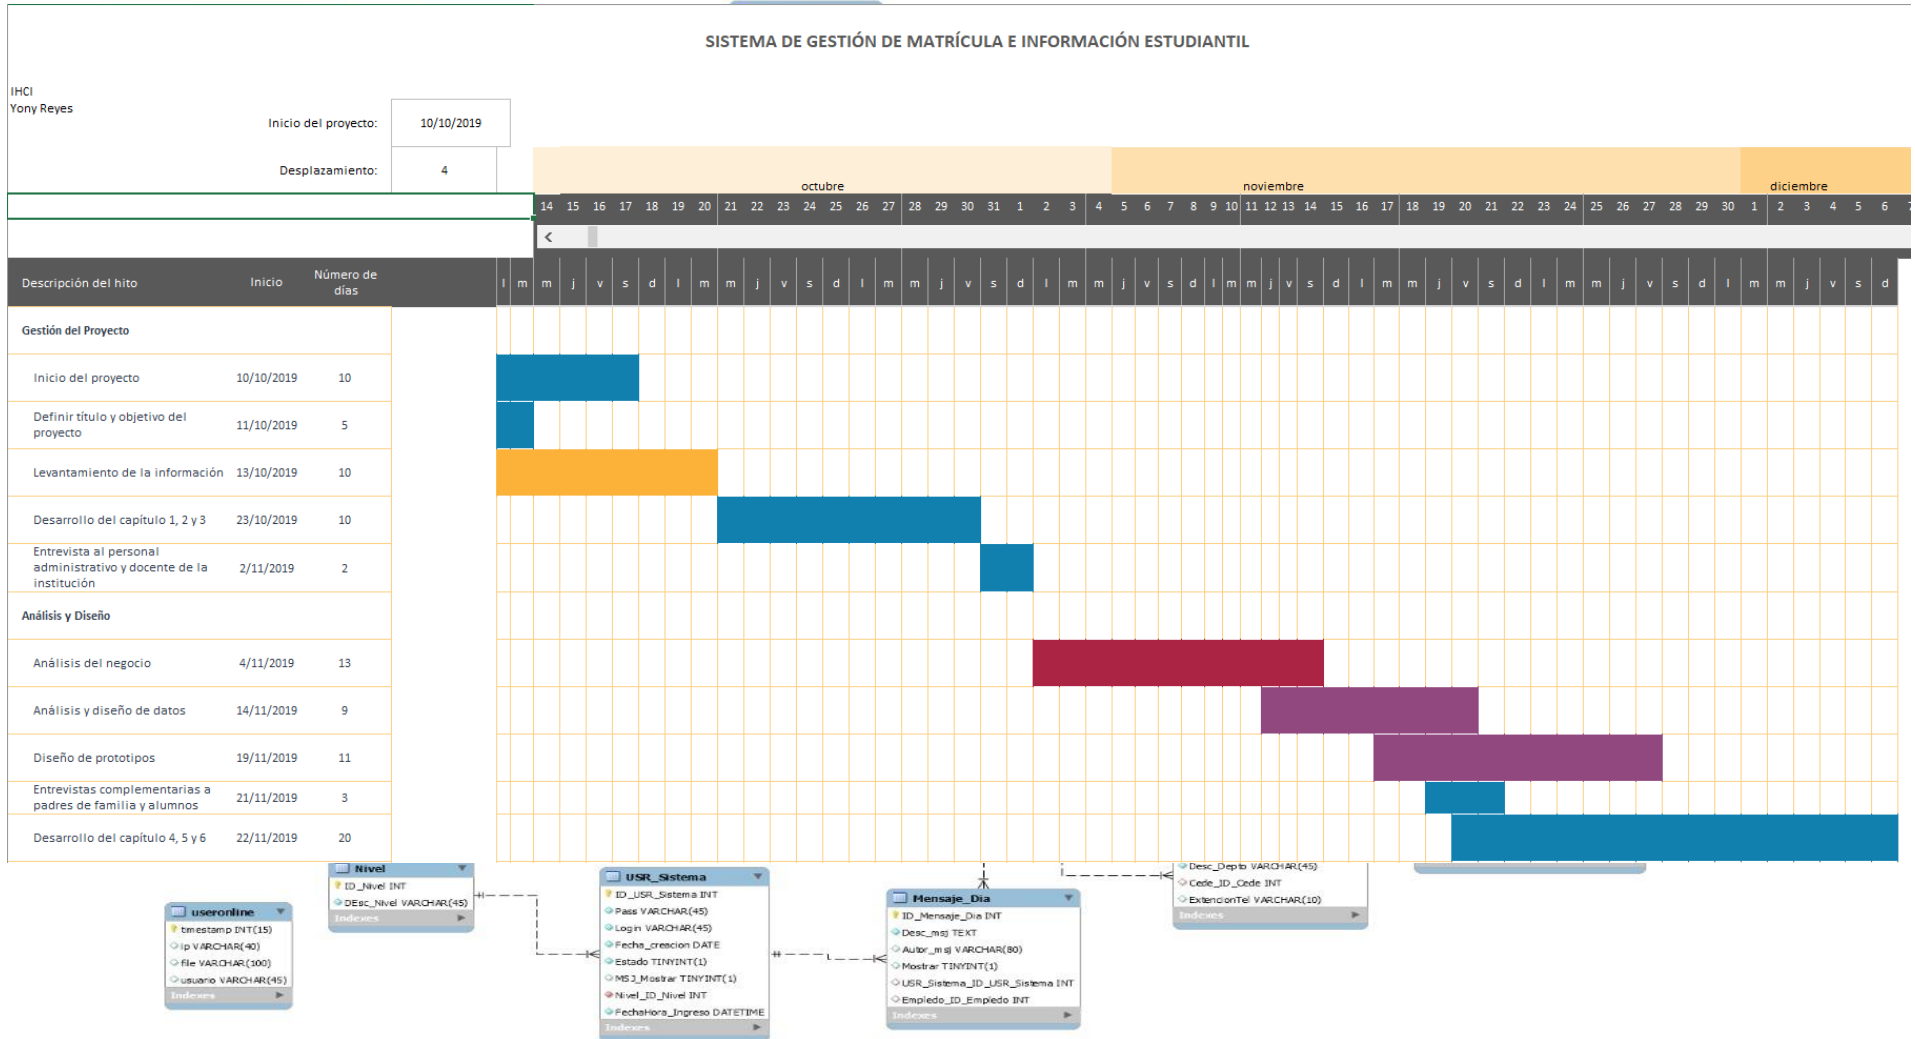 SISTEMA DE GESTIÓN DE MATRÍCULA E INFORMACIÓN ESTUDIANTIL
IHCI
Yony Reyes
Inicio del proyecto: 10/10/2019
Desplazamiento: 4
octubre noviembre diciembre
14 15 16 17 18 19 20 21 22 23 24 25 26 27 28 29 30 31 1 2 3 4 5 6 7 8 9 10 11 12 13 14 15 16 17 18 19 20 21 22 23 24 25 26 27 28 29 30 1 2 3 4 5 6 7
Descripción del hito Inicio Número de días l m m j v s d l m m j v s d l m m j v s d l m m j v s d l m m j v s d l m m j v s d l m m j v s d l m m j v s d
Gestión del Proyecto
Inicio del proyecto 10/10/2019 10
Definir título y objetivo del
proyecto 11/10/2019 5
Levantamiento de la información 13/10/2019 10
Desarrollo del capítulo 1, 2 y 3 23/10/2019 10
Entrevista al personal
administrativo y docente de la
institución 2/11/2019 2
Análisis y Diseño
Análisis del negocio 4/11/2019 13
Análisis y diseño de datos 14/11/2019 9
Diseño de prototipos 19/11/2019 11
Entrevistas complementarias a
padres de familia y alumnos 21/11/2019 3
Desarrollo del capítulo 4, 5 y 6 22/11/2019 20
Nivel
ID_Nivel INT
DEsc_Nivel VARCHAR(45)
Indexes
useronline
timestamp INT(15)
ip VARCHAR(40)
file VARCHAR(100)
usuario VARCHAR(45)
Indexes
USR_Sistema
ID_USR_Sistema INT
Pass VARCHAR(45)
Login VARCHAR(45)
Fecha_creacion DATE
Estado TINYINT(1)
MSJ_Mostrar TINYINT(1)
Nivel_ID_Nivel INT
FechaHora_Ingreso DATETIME
Indexes
Mensaje_Dia
ID_Mensaje_Dia INT
Desc_msj TEXT
Autor_msj VARCHAR(80)
Mostrar TINYINT(1)
USR_Sistema_ID_USR_Sistema INT
Empledo_ID_Empledo INT
Indexes
Desc_Depto VARCHAR(45)
Cede_ID_Cede INT
ExtencionTel VARCHAR(10)
Indexes